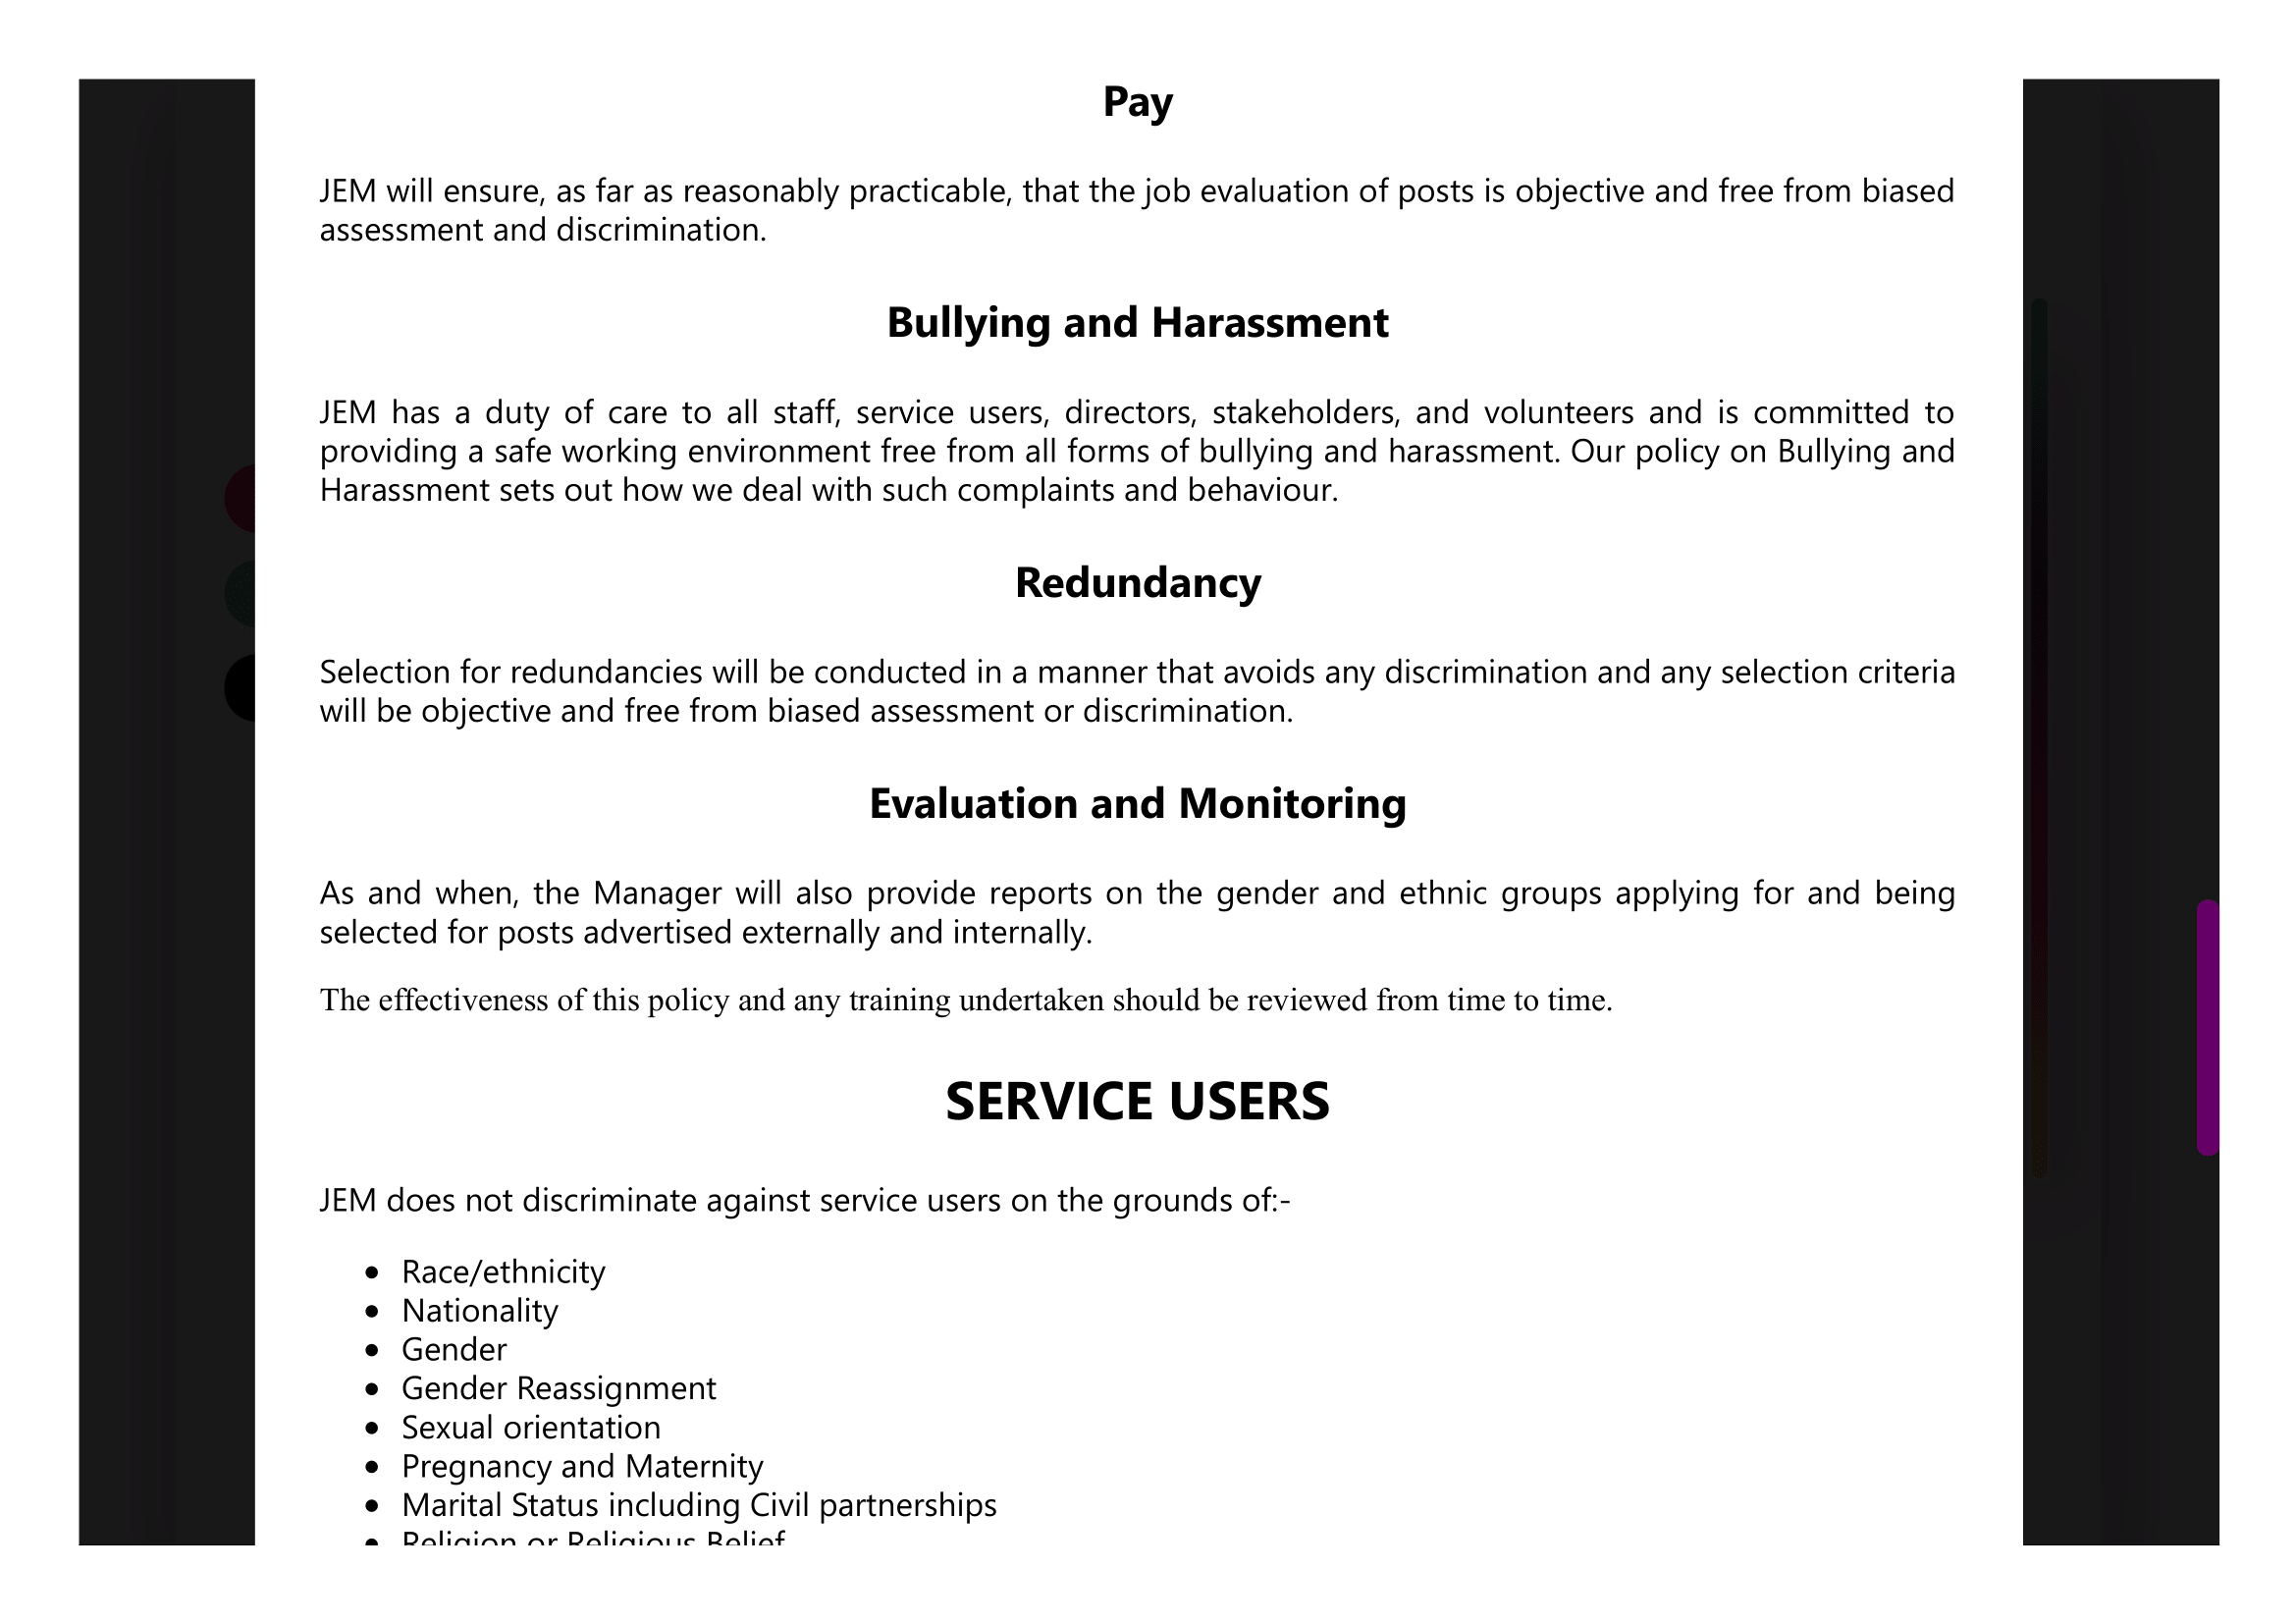 Pay
JEM will ensure, as far as reasonably practicable, that the job evaluation of posts is objective and free from biased
assessment and discrimination.
Bullying and Harassment
JEM has a duty of care to all staff, service users, directors, stakeholders, and volunteers and is committed to
providing a safe working environment free from all forms of bullying and harassment. Our policy on Bullying and
Harassment sets out how we deal with such complaints and behaviour.
Redundancy
Selection for redundancies will be conducted in a manner that avoids any discrimination and any selection criteria
will be objective and free from biased assessment or discrimination.
Evaluation and Monitoring
As and when, the Manager will also provide reports on the gender and ethnic groups applying for and being
selected for posts advertised externally and internally.
The effectiveness of this policy and any training undertaken should be reviewed from time to time.
SERVICE USERS
JEM does not discriminate against service users on the grounds of:-
• Race/ethnicity
• Nationality
• Gender
• Gender Reassignment
• Sexual orientation
• Pregnancy and Maternity
• Marital Status including Civil partnerships
• Religion or Religious Belief